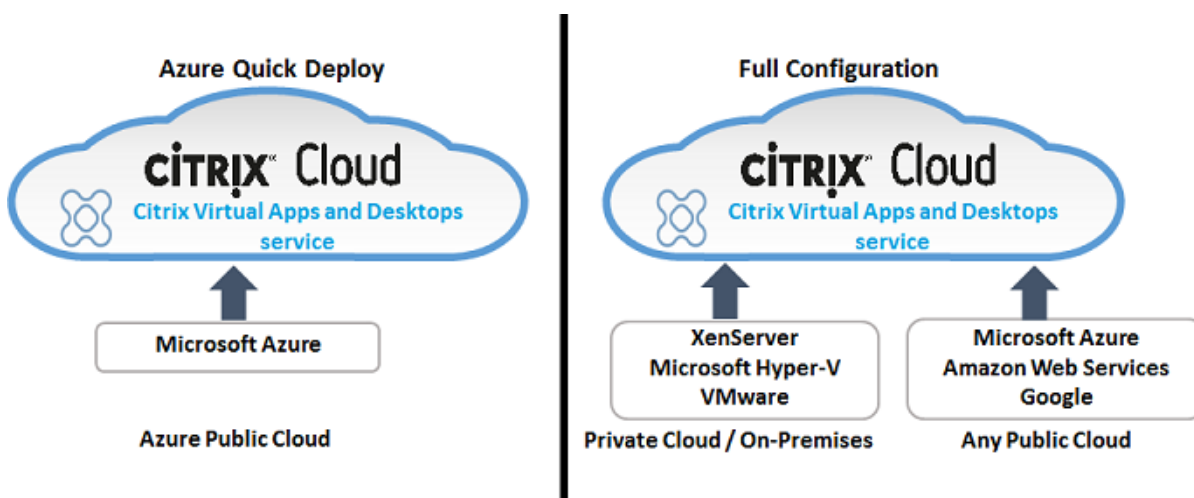 Azure Quick Deploy
CiTRIX Cloud
Citrix Virtual Apps and Desktops
service
Microsoft Azure
Azure Public Cloud
Full Configuration
CiTRIX Cloud
Citrix Virtual Apps and Desktops
service
XenServer
Microsoft Hyper-V
VMware
Private Cloud / On-Premises
Microsoft Azure
Amazon Web Services
Google
Any Public Cloud